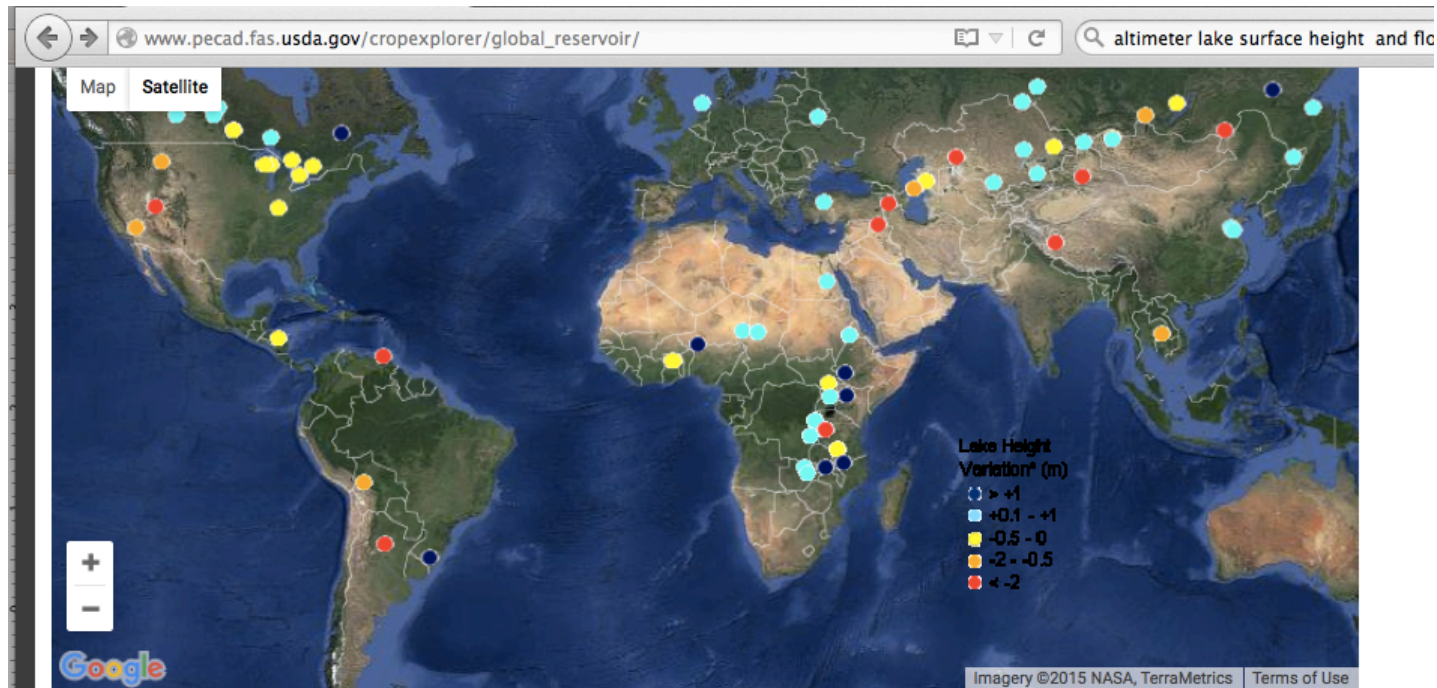 www.pecad.fas.usda.gov/cropexplorer/global_reservoir/
altimeter lake surface height and flo
Map
Satellite
Lake Height
Variation* (m)
> +1
+0.1 - +1
-0.5 - 0
-2 - -0.5
< -2
+
−
Google
Imagery ©2015 NASA, TerraMetrics
Terms of Use